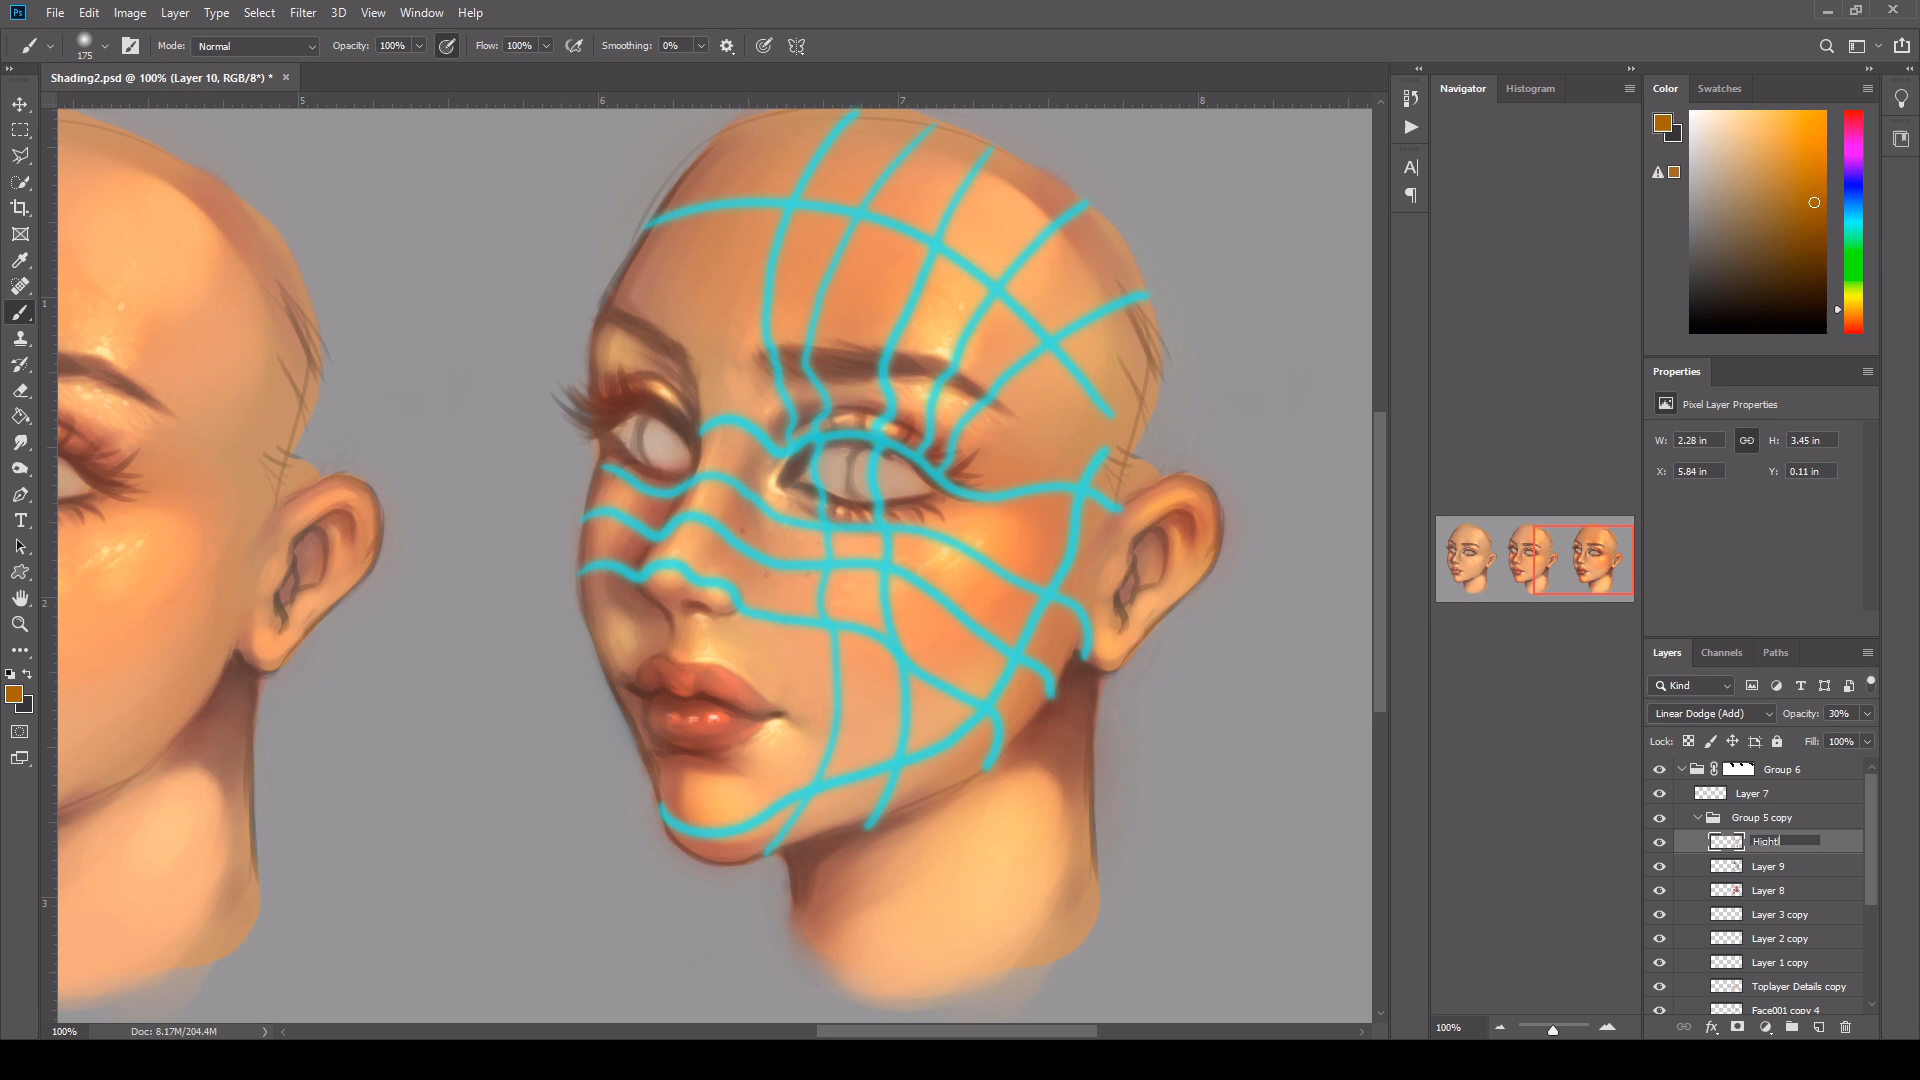 Ps File Edit Image Layer Type Select Filter 3D View Window Help
175 Mode: Normal Opacity: 100% Flow: 100% Smoothing: 0%
Shading2.psd @ 100% (Layer 10, RGB/8*) * ×
5 6 7 8
1
2
3
100% Doc: 8.17M/204.4M
Navigator Histogram
100%
Color Swatches
Properties
Pixel Layer Properties
W: 2.28 in H: 3.45 in
X: 5.84 in Y: 0.11 in
Layers Channels Paths
Kind
Linear Dodge (Add) Opacity: 30%
Lock: Fill: 100%
Group 6
Layer 7
Group 5 copy
Hightl
Layer 9
Layer 8
Layer 3 copy
Layer 2 copy
Layer 1 copy
Toplayer Details copy
Face001 copy 4